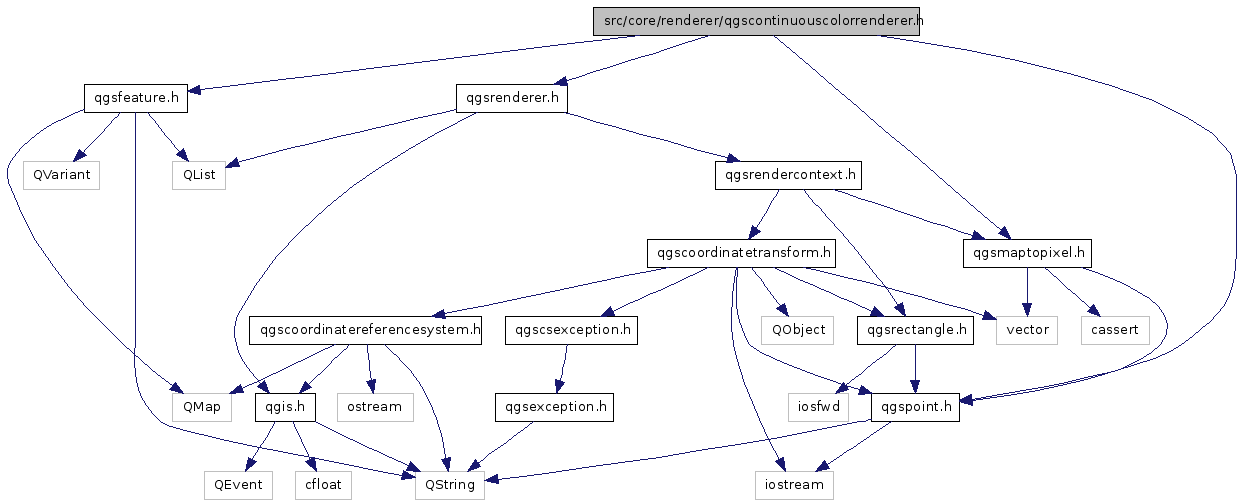 src/core/renderer/qgscontinuouscolorrenderer.h
qgsfeature.h
qgsrenderer.h
QVariant
QList
qgsrendercontext.h
qgscoordinatetransform.h
qgsmaptopixel.h
qgscoordinatereferencesystem.h
qgscsexception.h
QObject
qgsrectangle.h
vector
cassert
QMap
qgis.h
ostream
qgsexception.h
iosfwd
qgspoint.h
QEvent
cfloat
QString
iostream